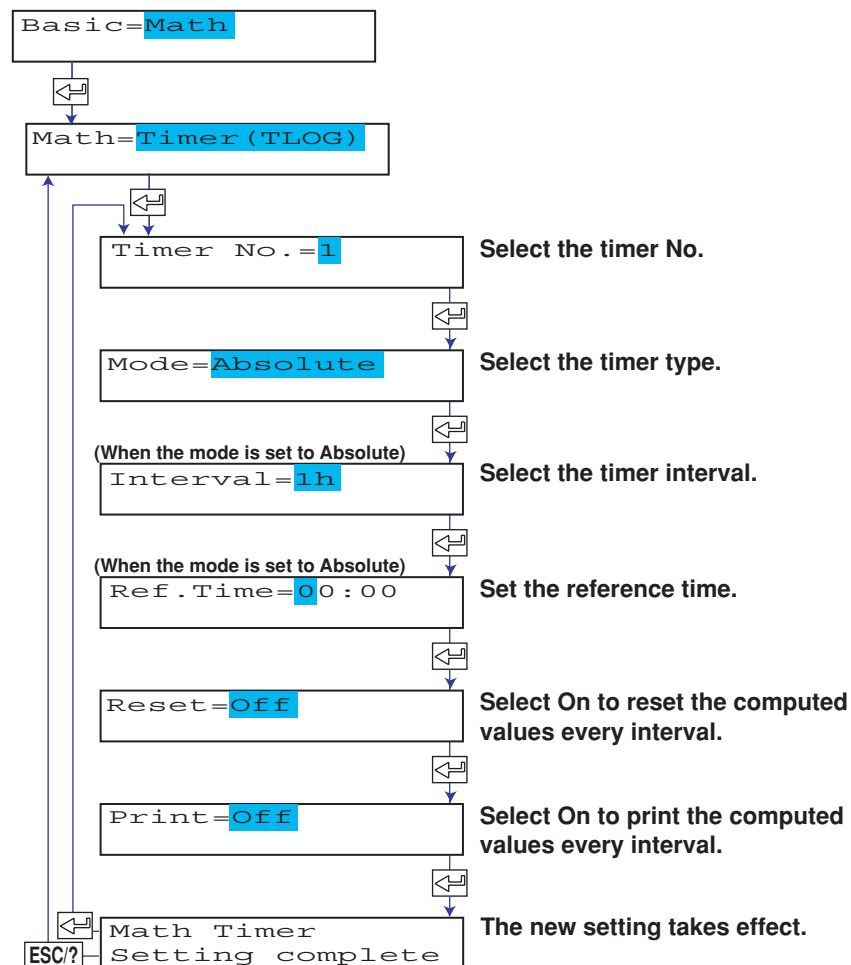 Basic=Math
Math=Timer(TLOG)
Timer No.=1
Select the timer No.
Mode=Absolute
Select the timer type.
(When the mode is set to Absolute)
Interval=1h
Select the timer interval.
(When the mode is set to Absolute)
Ref.Time=00:00
Set the reference time.
Reset=Off
Select On to reset the computed
values every interval.
Print=Off
Select On to print the computed
values every interval.
Math Timer
Setting complete
The new setting takes effect.
ESC/?